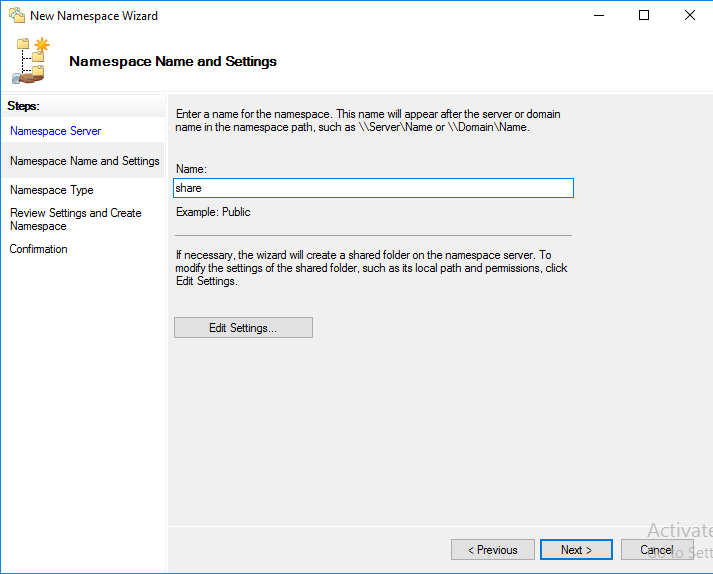 New Namespace Wizard
Namespace Name and Settings
Steps:
Namespace Server
Namespace Name and Settings
Namespace Type
Review Settings and Create
Namespace
Confirmation
Enter a name for the namespace. This name will appear after the server or domain
name in the namespace path, such as \\Server\Name or \\Domain\Name.
Name:
share
Example: Public
If necessary, the wizard will create a shared folder on the namespace server. To
modify the settings of the shared folder, such as its local path and permissions, click
Edit Settings.
Edit Settings...
< Previous
Next >
Cancel
Activate
to Sett